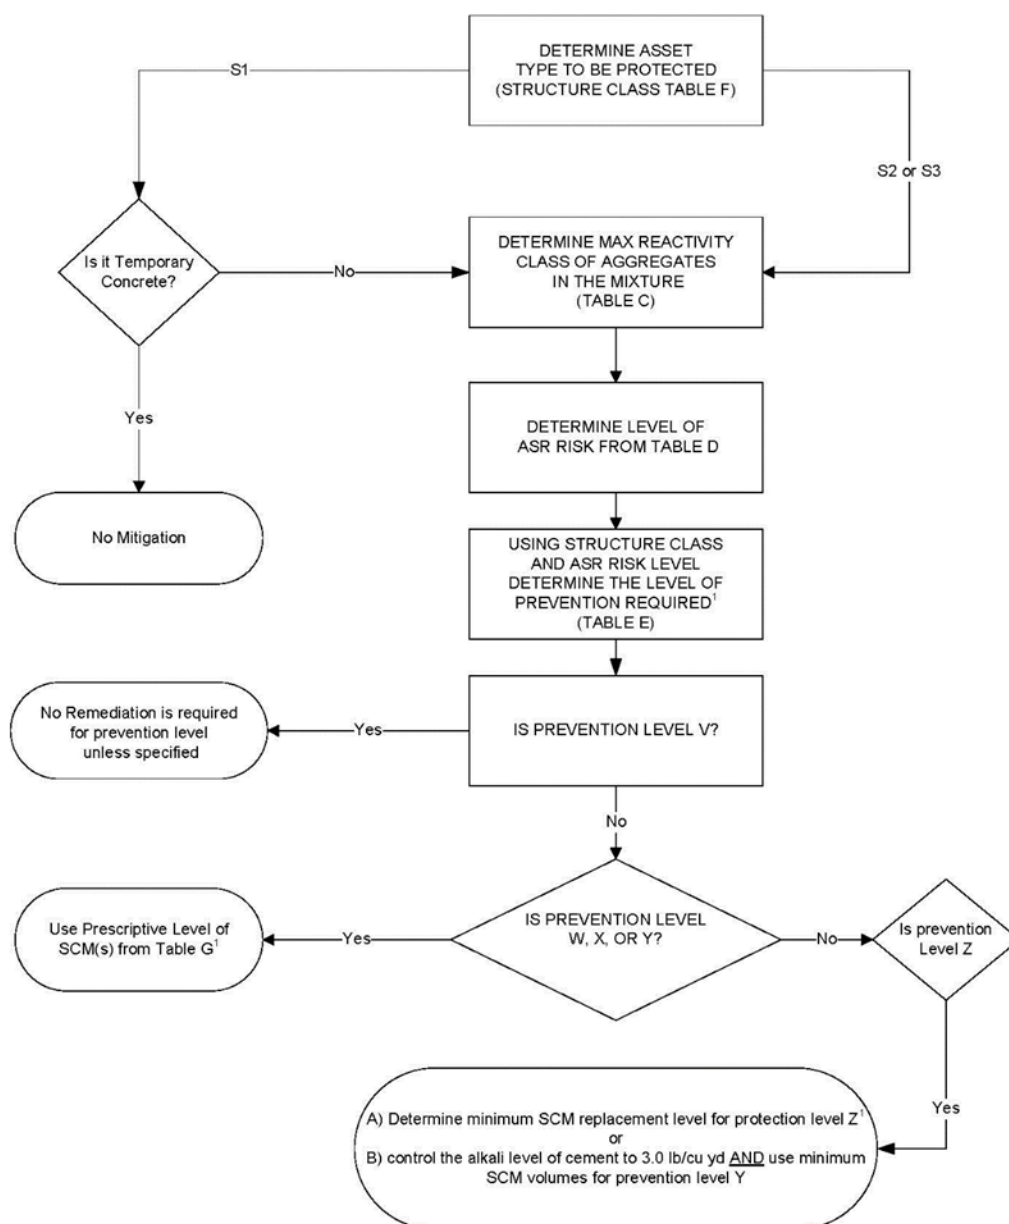 DETERMINE ASSET
TYPE TO BE PROTECTED
(STRUCTURE CLASS TABLE F)
S1
S2 or S3
Is it Temporary
Concrete?
No
DETERMINE MAX REACTIVITY
CLASS OF AGGREGATES
IN THE MIXTURE
(TABLE C)
Yes
DETERMINE LEVEL OF
ASR RISK FROM TABLE D
No Mitigation
USING STRUCTURE CLASS
AND ASR RISK LEVEL
DETERMINE THE LEVEL OF
PREVENTION REQUIRED¹
(TABLE E)
No Remediation is required
for prevention level
unless specified
Yes
IS PREVENTION LEVEL V?
No
Use Prescriptive Level of
SCM(s) from Table G¹
Yes
IS PREVENTION LEVEL
W, X, OR Y?
No
Is prevention
Level Z
Yes
A) Determine minimum SCM replacement level for protection level Z¹
or
B) control the alkali level of cement to 3.0 lb/cu yd AND use minimum
SCM volumes for prevention level Y